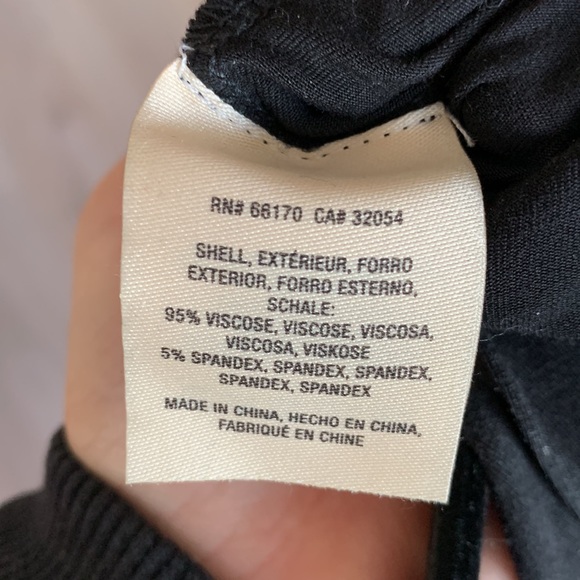 RN# 66170 CA# 32054
SHELL, EXTÉRIEUR, FORRO
EXTERIOR, FORRO ESTERNO,
SCHALE:
95% VISCOSE, VISCOSE, VISCOSA,
VISCOSA, VISKOSE
5% SPANDEX, SPANDEX, SPANDEX,
SPANDEX, SPANDEX
MADE IN CHINA, HECHO EN CHINA,
FABRIQUÉ EN CHINE